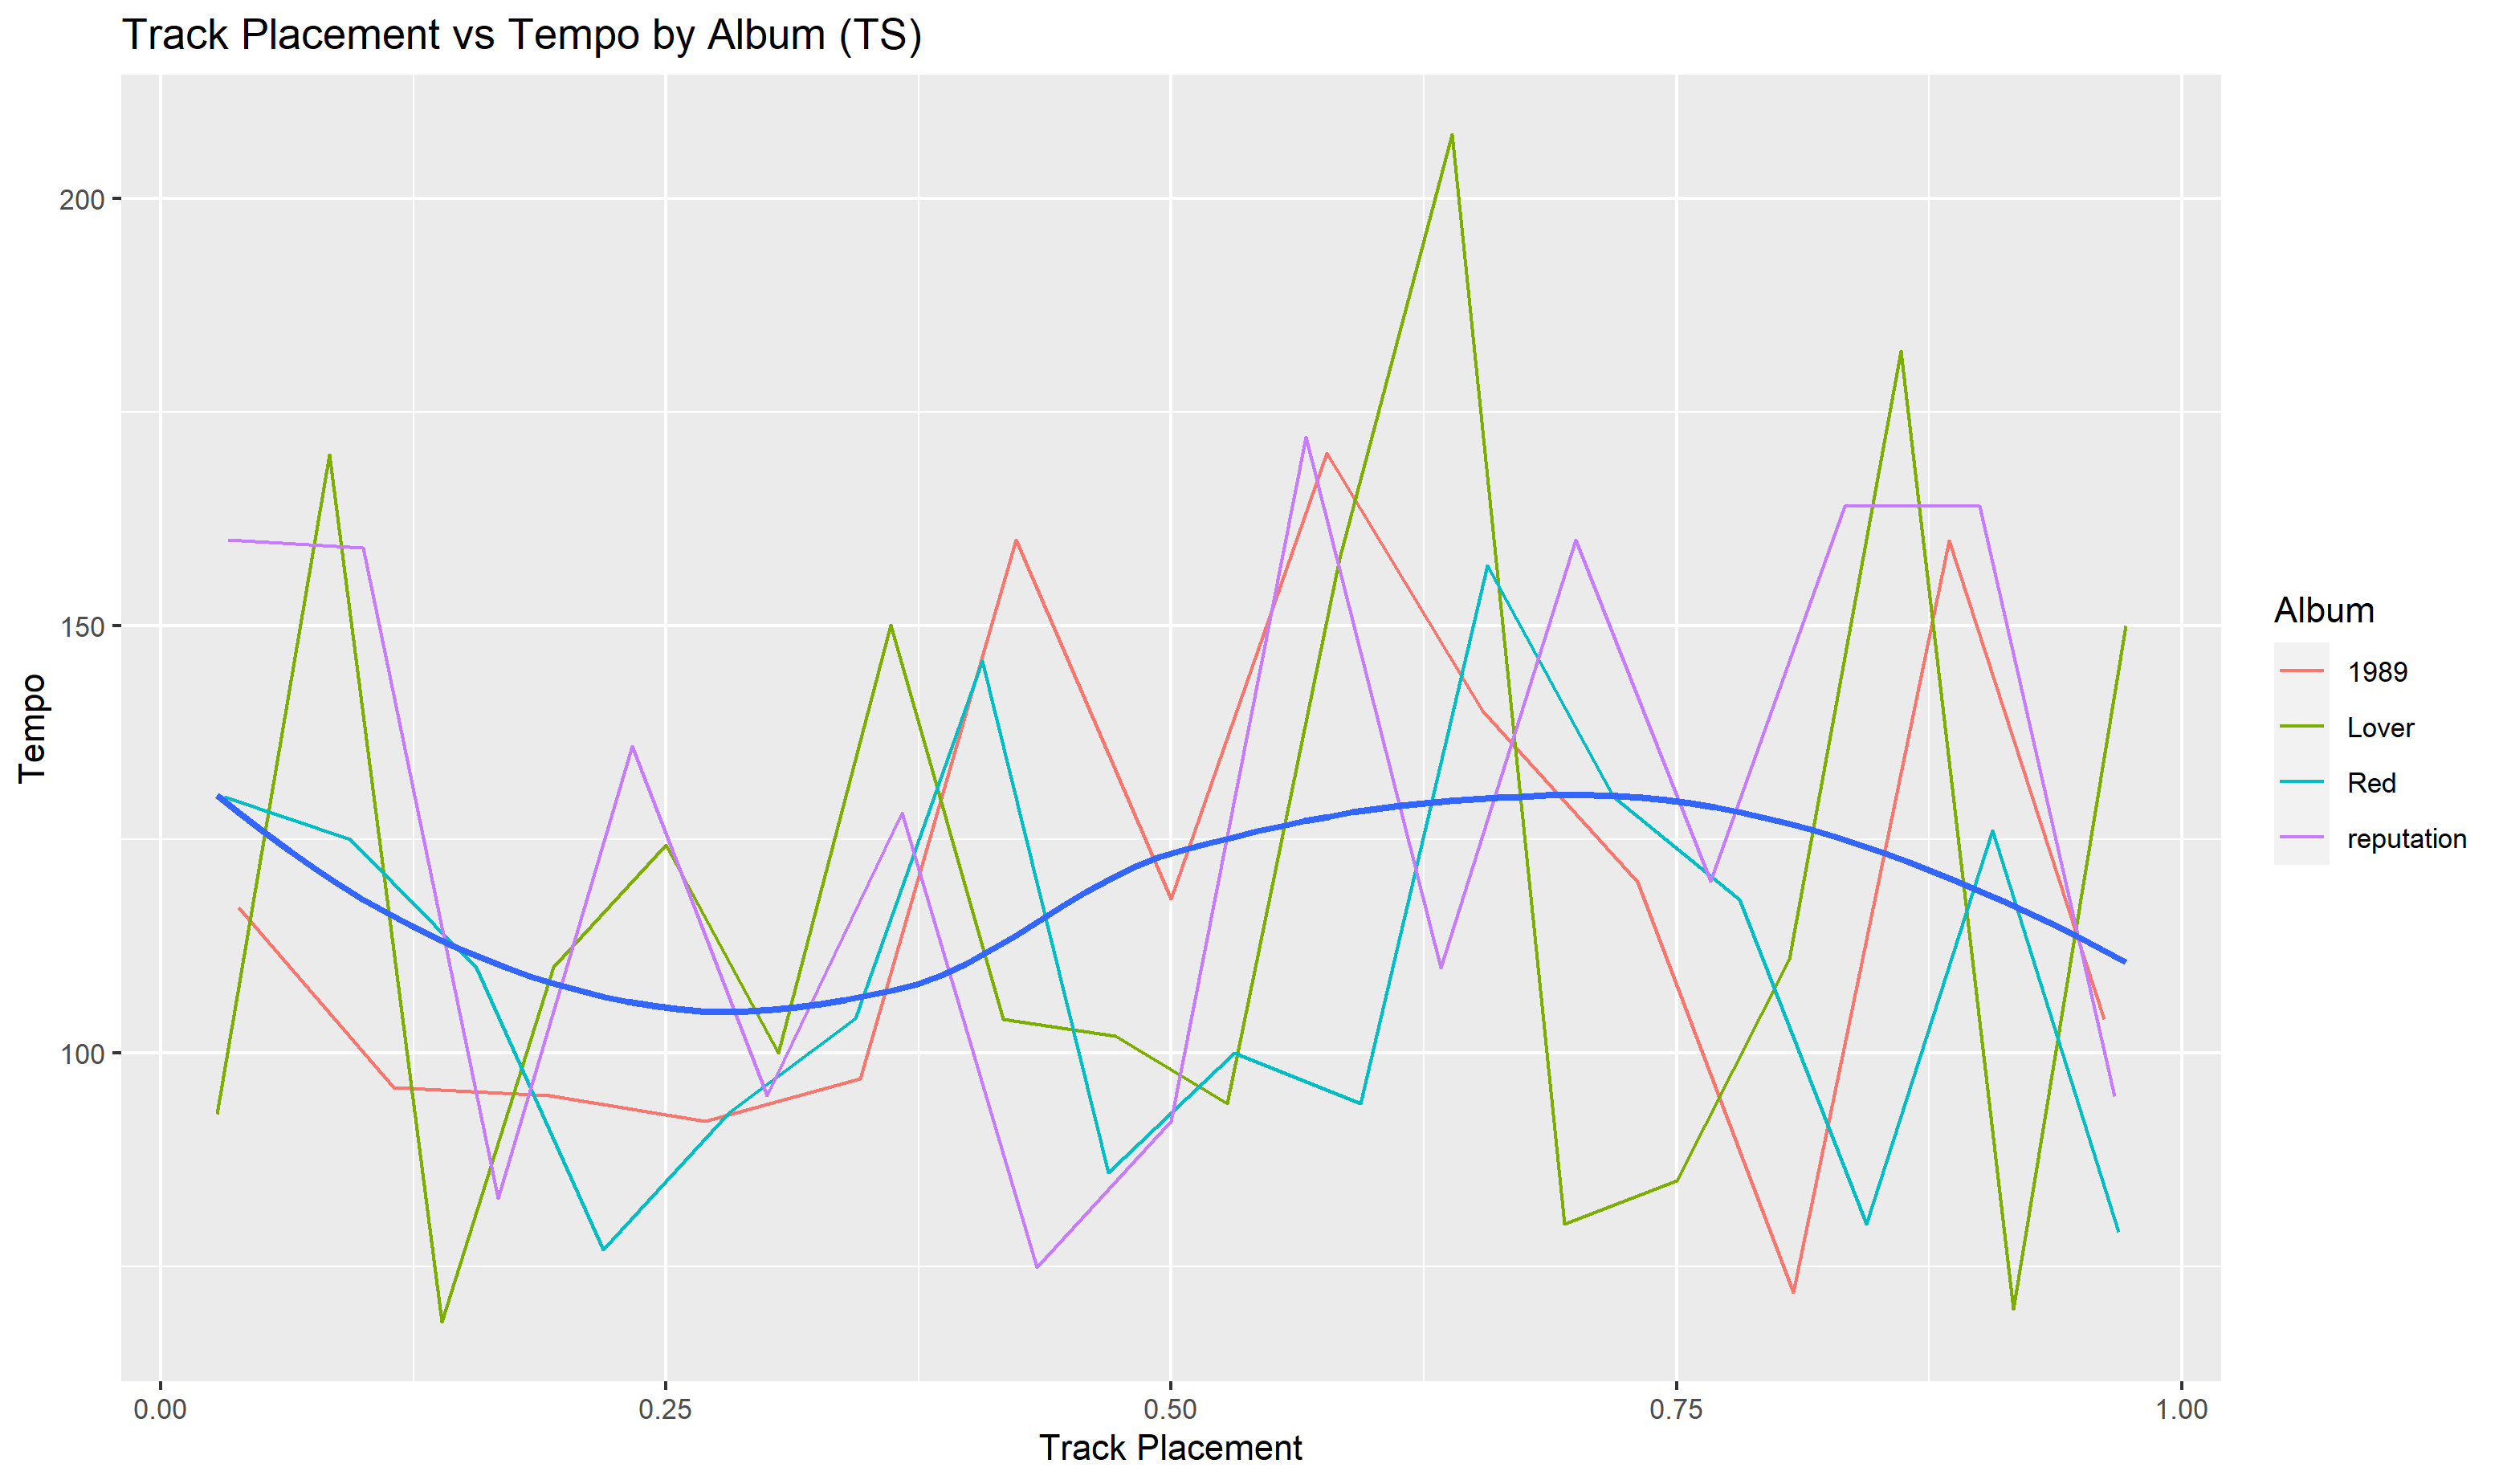 Track Placement vs Tempo by Album (TS)
200
150
100
Tempo
0.00 0.25 0.50 0.75 1.00
Track Placement
Album
1989
Lover
Red
reputation